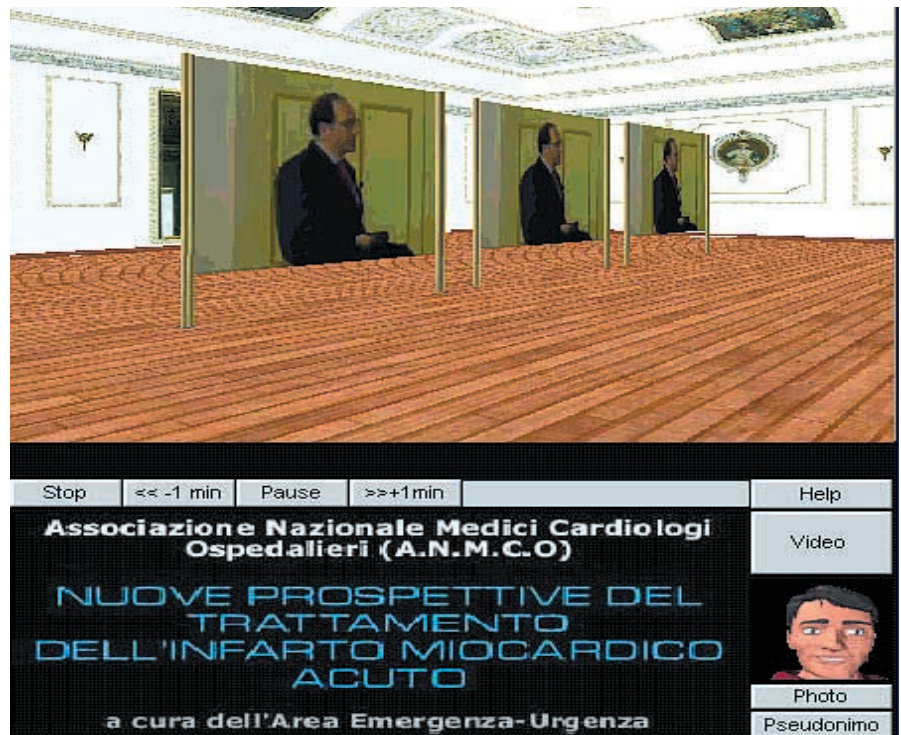 Stop << -1 min Pause >>+1min Help
Associazione Nazionale Medici Cardiologi
Ospedalieri (A.N.M.C.O)
Video
NUOVE PROSPETTIVE DEL
TRATTAMENTO
DELL'INFARTO MIOCARDICO
ACUTO
a cura dell'Area Emergenza-Urgenza
Photo
Pseudonimo